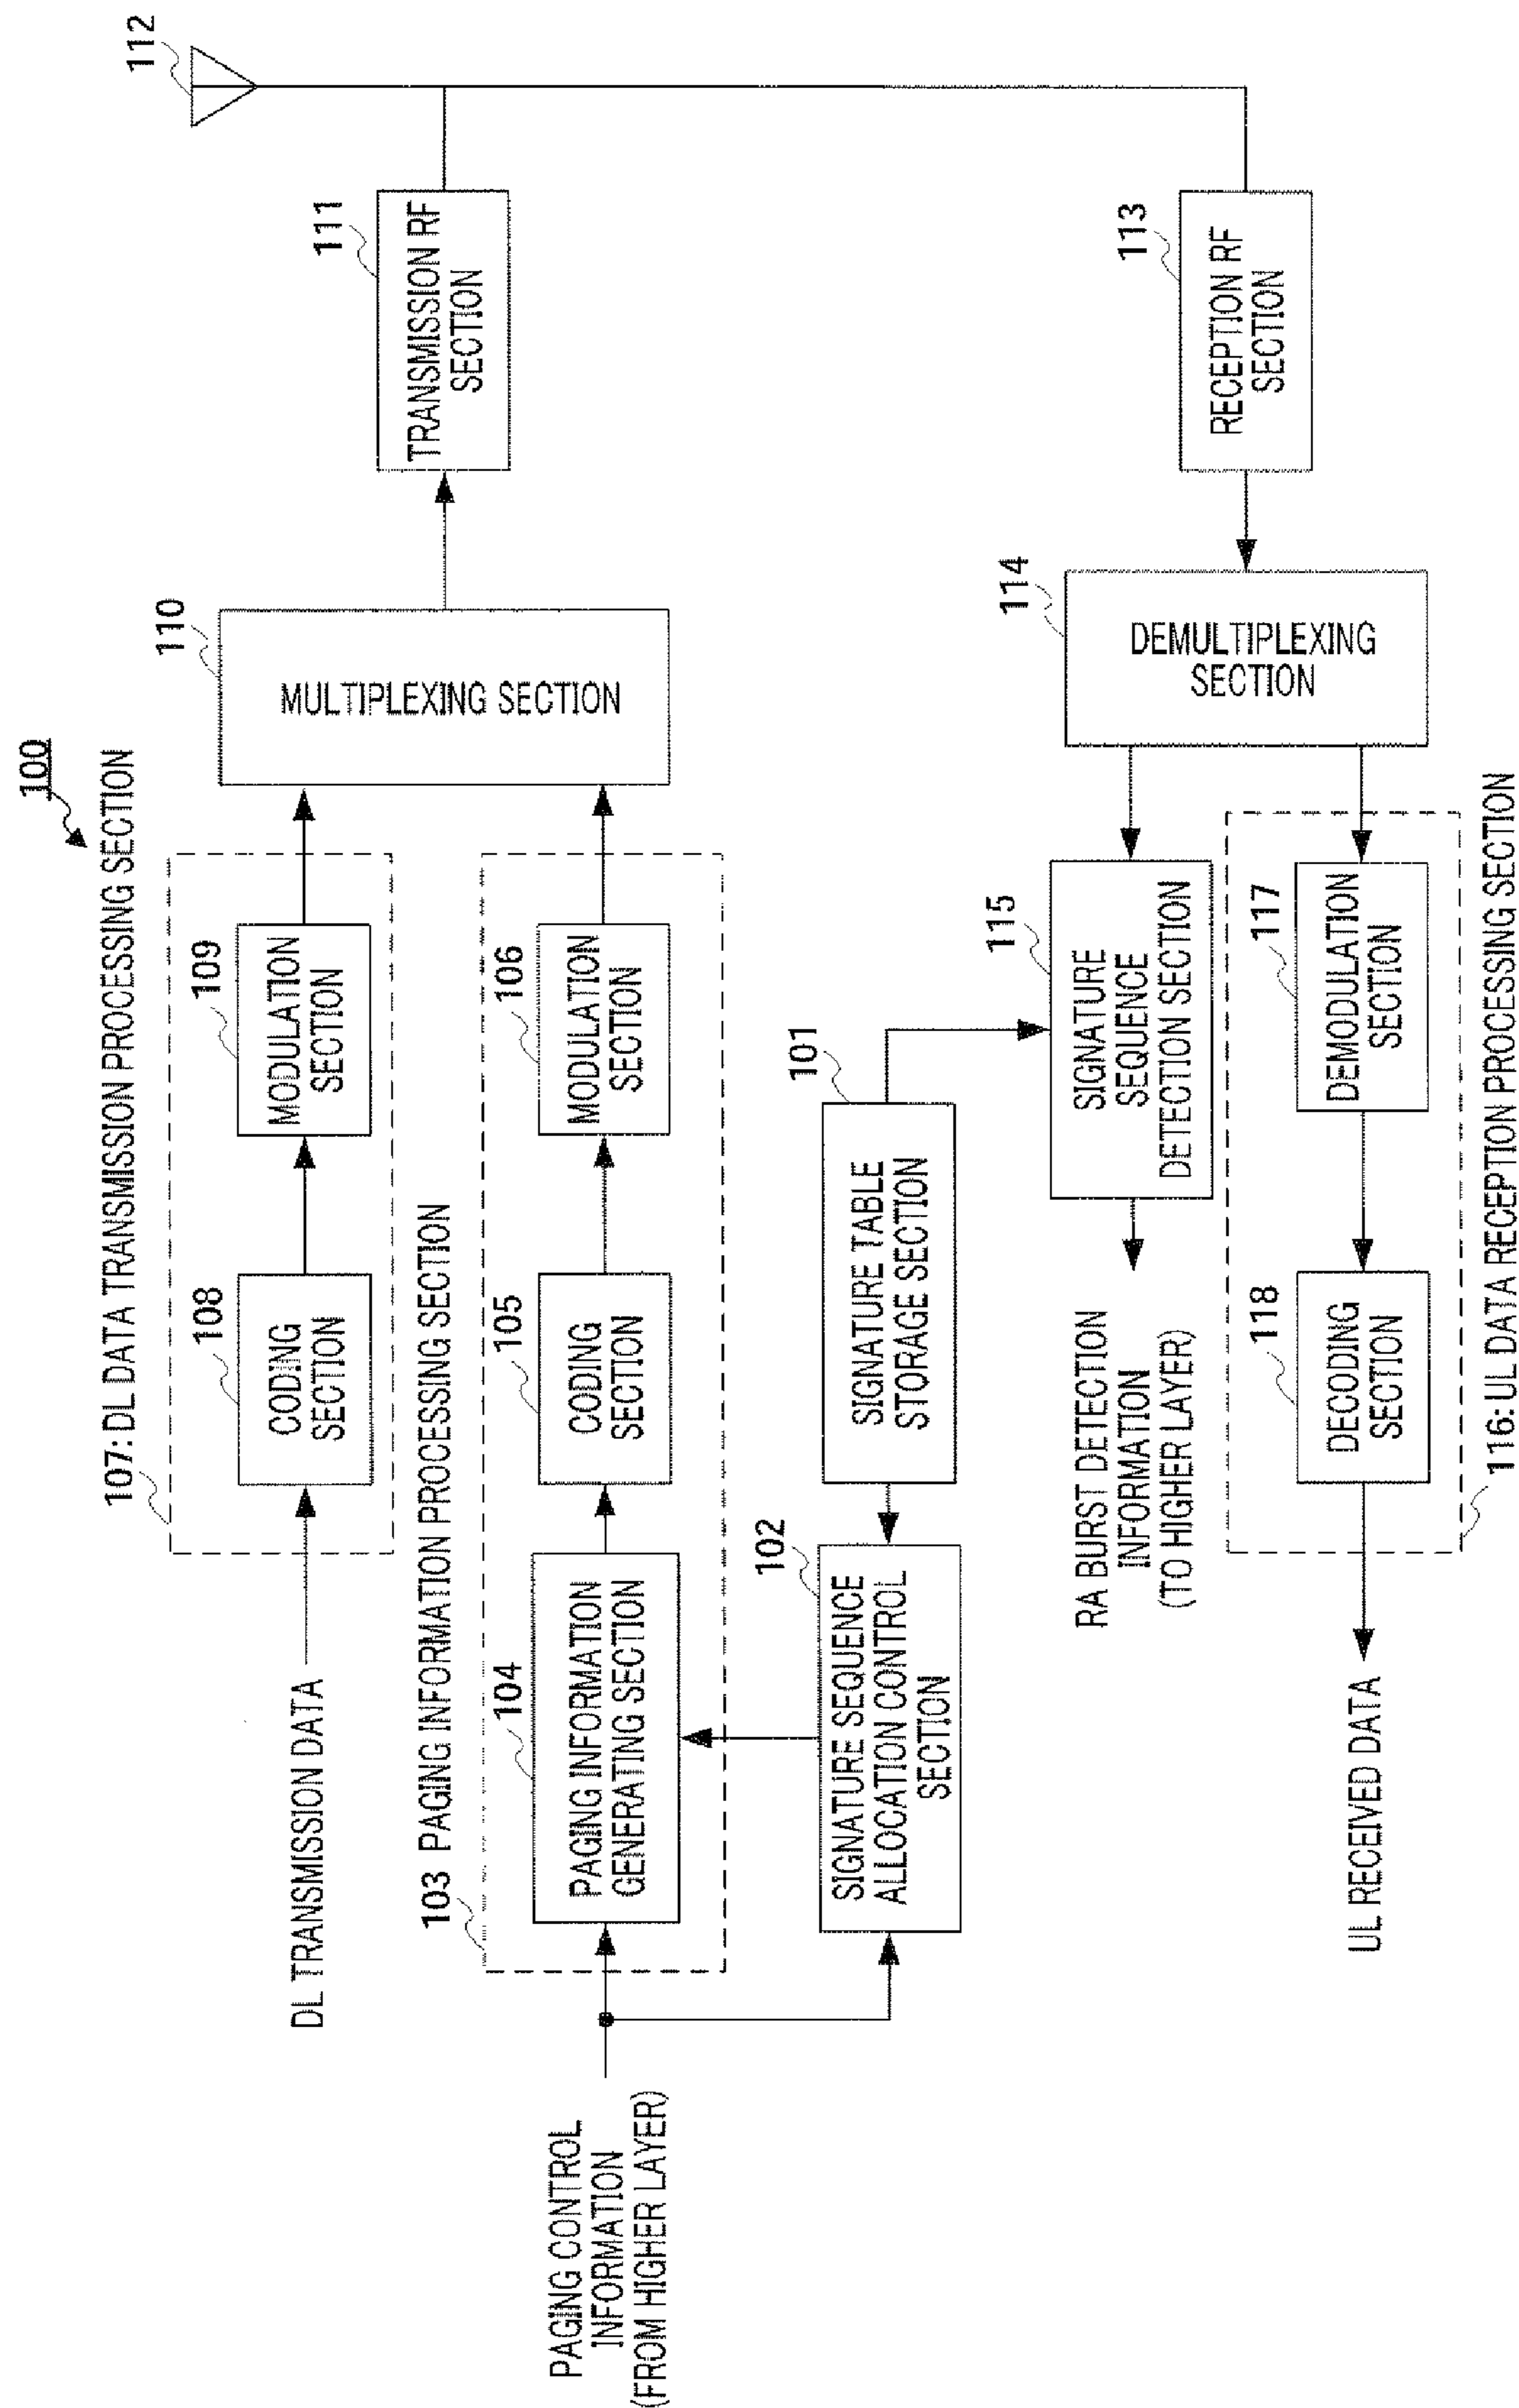 100
107: DL DATA TRANSMISSION PROCESSING SECTION
DL TRANSMISSION DATA
108
CODING
SECTION
109
MODULATION
SECTION
110
MULTIPLEXING SECTION
111
TRANSMISSION RF
SECTION
112
103 PAGING INFORMATION PROCESSING SECTION
PAGING CONTROL
INFORMATION
(FROM HIGHER LAYER)
104
PAGING INFORMATION
GENERATING SECTION
105
CODING
SECTION
106
MODULATION
SECTION
102
SIGNATURE SEQUENCE
ALLOCATION CONTROL
SECTION
101
SIGNATURE TABLE
STORAGE SECTION
115
SIGNATURE
SEQUENCE
DETECTION SECTION
114
DEMULTIPLEXING
SECTION
113
RECEPTION RF
SECTION
RA BURST DETECTION
INFORMATION
(TO HIGHER LAYER)
118
DECODING
SECTION
117
DEMODULATION
SECTION
UL RECEIVED DATA
116: UL DATA RECEPTION PROCESSING SECTION